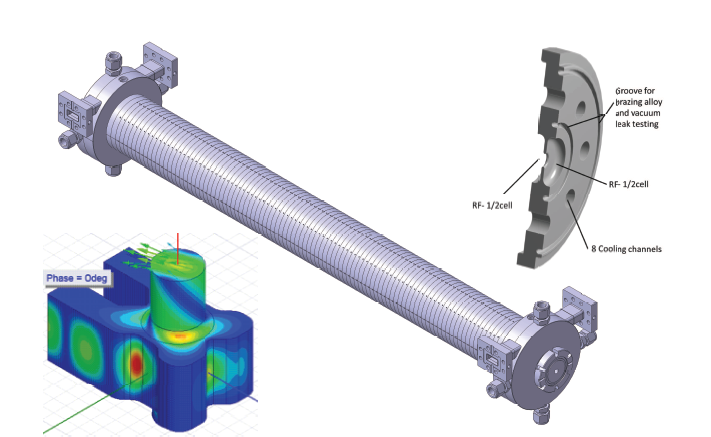 Groove for
brazing alloy
and vacuum
leak testing
RF- 1/2cell
RF- 1/2cell
8 Cooling channels
Phase = 0deg